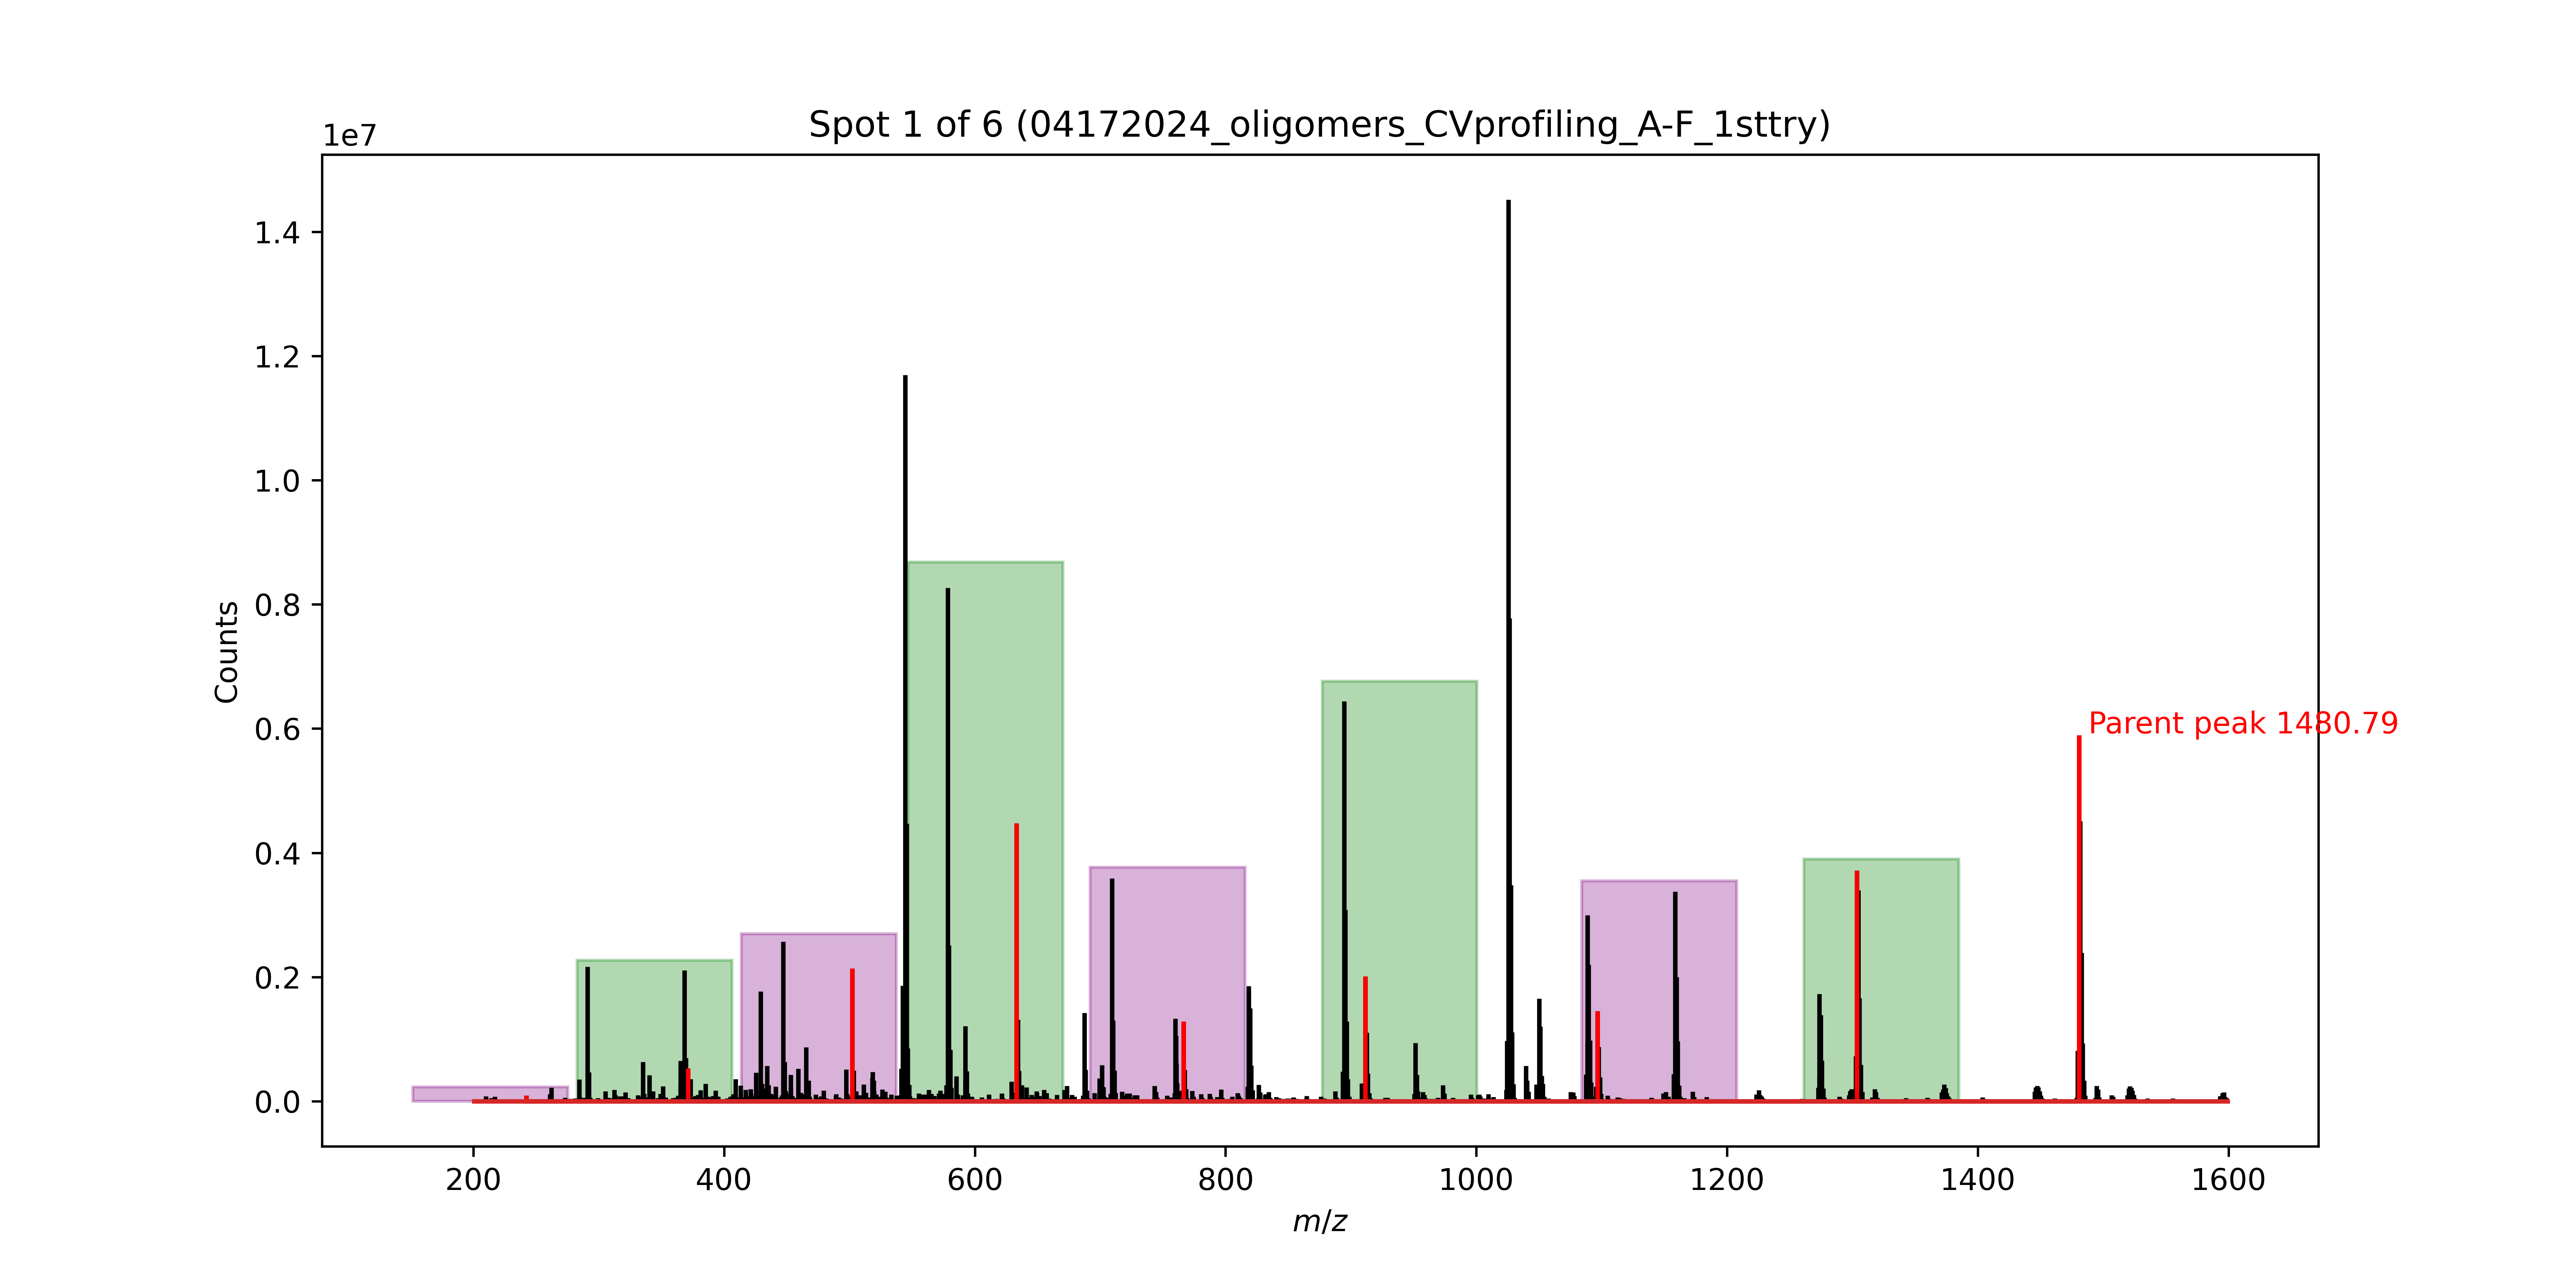 Spot 1 of 6 (04172024_oligomers_CVprofiling_A-F_1sttry)
1e7
1.4
1.2
1.0
0.8
0.6
0.4
0.2
0.0
Counts
Parent peak 1480.79
200 400 600 800 1000 1200 1400 1600
m/z